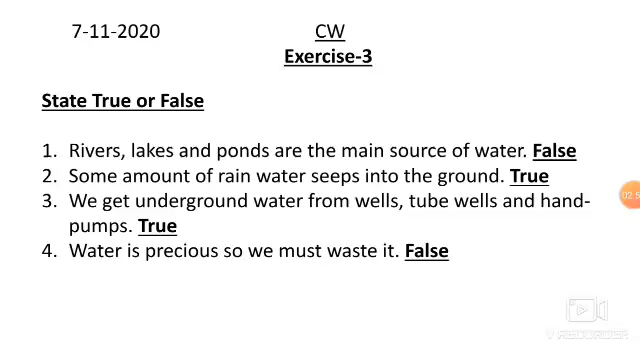 7-11-2020 CW
Exercise-3
State True or False
1. Rivers, lakes and ponds are the main source of water. False
2. Some amount of rain water seeps into the ground. True
3. We get underground water from wells, tube wells and hand-
pumps. True
4. Water is precious so we must waste it. False
V RECORDER